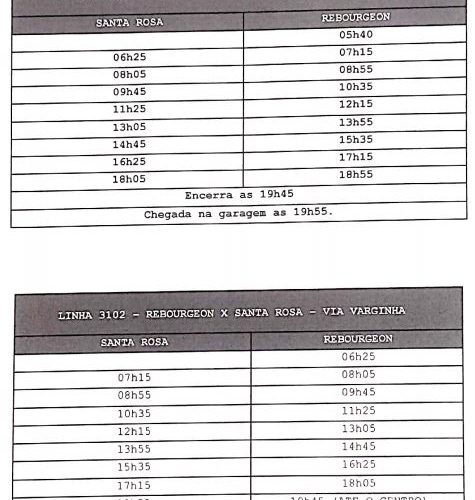 SANTA ROSA REBOURGEON
05h40
06h25 07h15
08h05 08h55
09h45 10h35
11h25 12h15
13h05 13h55
14h45 15h35
16h25 17h15
18h05 18h55
Encerra as 19h45
Chegada na garagem as 19h55.
LINHA 3102 - REBOURGEON X SANTA ROSA - VIA VARGINHA
SANTA ROSA REBOURGEON
06h25
07h15 08h05
08h55 09h45
10h35 11h25
12h15 13h05
13h55 14h45
15h35 16h25
17h15 18h05
(ATE O CENTRO)